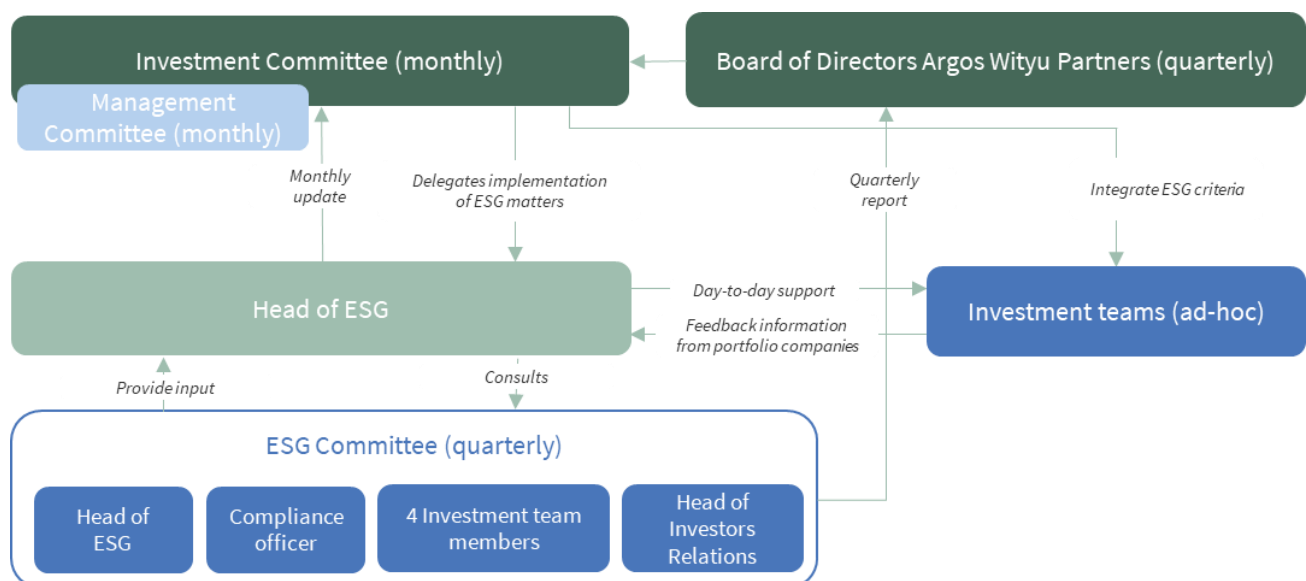 Investment Committee (monthly)
Board of Directors Argos Wityu Partners (quarterly)
Management
Committee (monthly)
Monthly
update
Delegates implementation
of ESG matters
Quarterly
report
Integrate ESG criteria
Head of ESG
Day-to-day support
Feedback information
from portfolio companies
Investment teams (ad-hoc)
Provide input
Consults
ESG Committee (quarterly)
Head of
ESG
Compliance
officer
4 Investment team
members
Head of
Investors
Relations